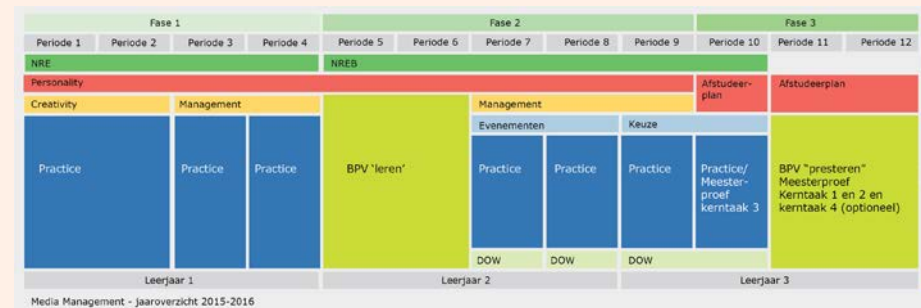 Fase 1 Fase 2 Fase 3
Periode 1 Periode 2 Periode 3 Periode 4 Periode 5 Periode 6 Periode 7 Periode 8 Periode 9 Periode 10 Periode 11 Periode 12
NRE NREB
Personality Afstudeer-
plan Afstudeerplan
Creativity Management Management
Evenementen Keuze
Practice Practice Practice BPV 'leren' Practice Practice Practice Practice/
Meester-
proef
kerntaak 3
BPV "presteren"
Meesterproef
Kerntaak 1 en 2 en
kerntaak 4 (optioneel)
DOW DOW DOW
Leerjaar 1 Leerjaar 2 Leerjaar 3
Media Management - jaaroverzicht 2015-2016